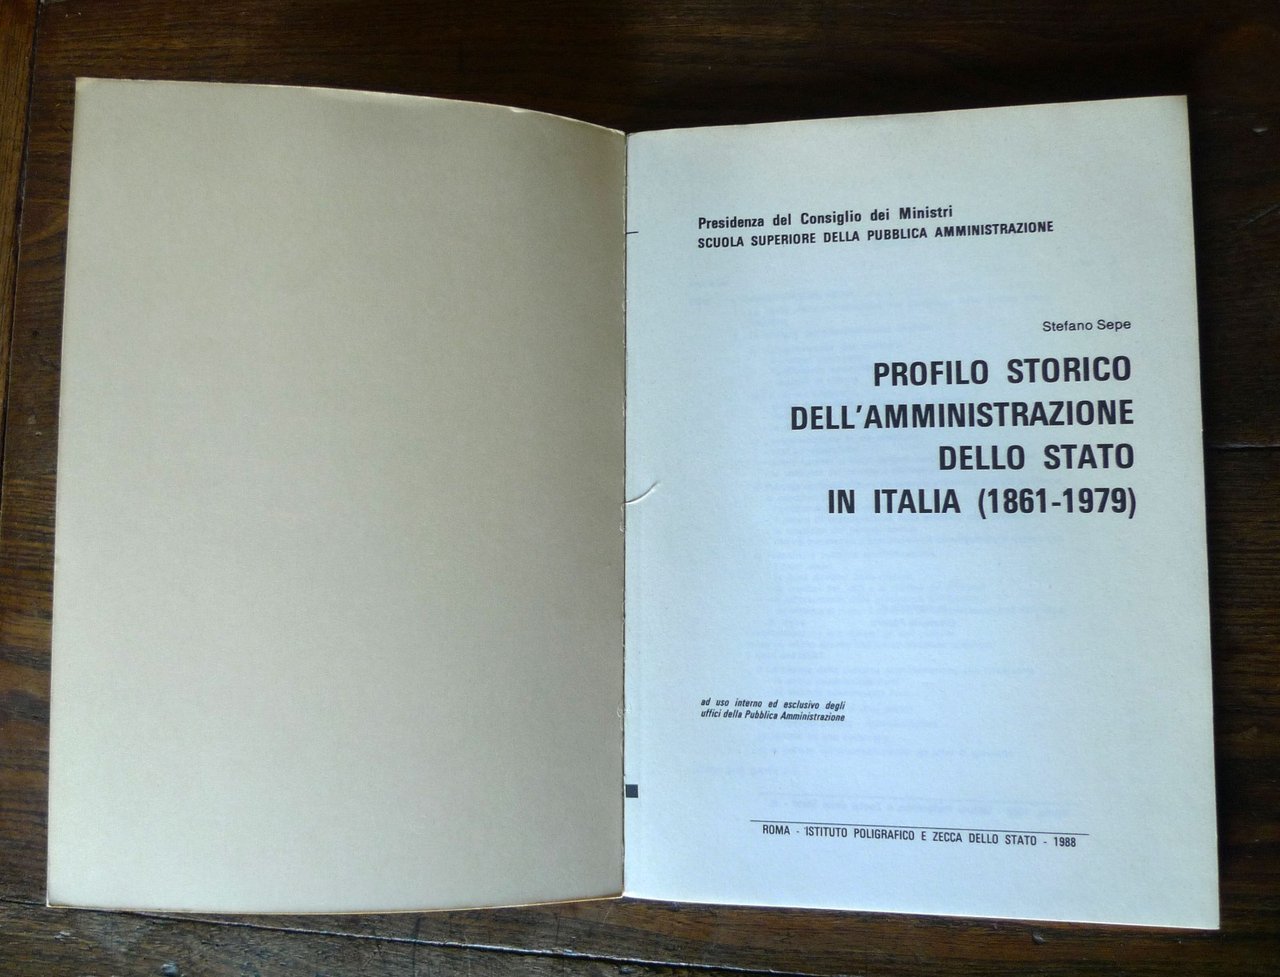 Presidenza del Consiglio dei Ministri
SCUOLA SUPERIORE DELLA PUBBLICA AMMINISTRAZIONE
Stefano Sepe
PROFILO STORICO
DELL'AMMINISTRAZIONE
DELLO STATO
IN ITALIA (1861-1979)
ad uso interno ed esclusivo degli
uffici della Pubblica Amministrazione
ROMA - ISTITUTO POLIGRAFICO E ZECCA DELLO STATO - 1988